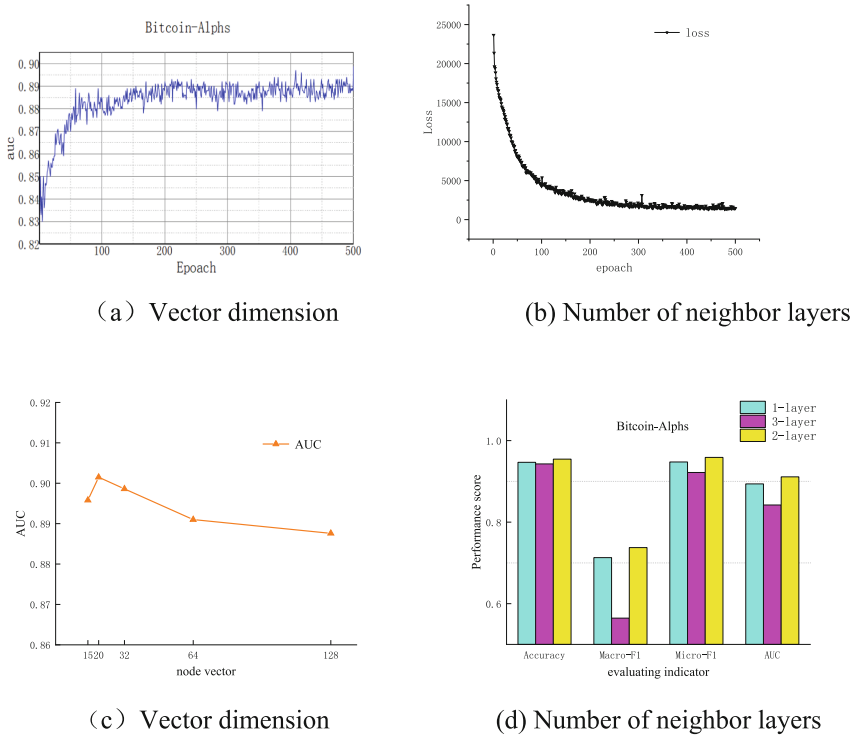 Bitcoin-Alphs
0.90
0.89
0.88
0.87
0.86
0.85
0.84
0.83
0.82
auc
100
200
300
400
500
Epoach
(a) Vector dimension
25000
20000
15000
10000
5000
0
Loss
loss
0
100
200
300
400
500
epoach
(b) Number of neighbor layers
0.92
0.91
0.90
0.89
0.88
0.87
0.86
AUC
AUC
1520
32
64
128
node vector
(c) Vector dimension
1-layer
3-layer
2-layer
Bitcoin-Alphs
1.0
0.8
0.6
Performance score
Accuracy
Macro-F1
Micro-F1
AUC
evaluating indicator
(d) Number of neighbor layers